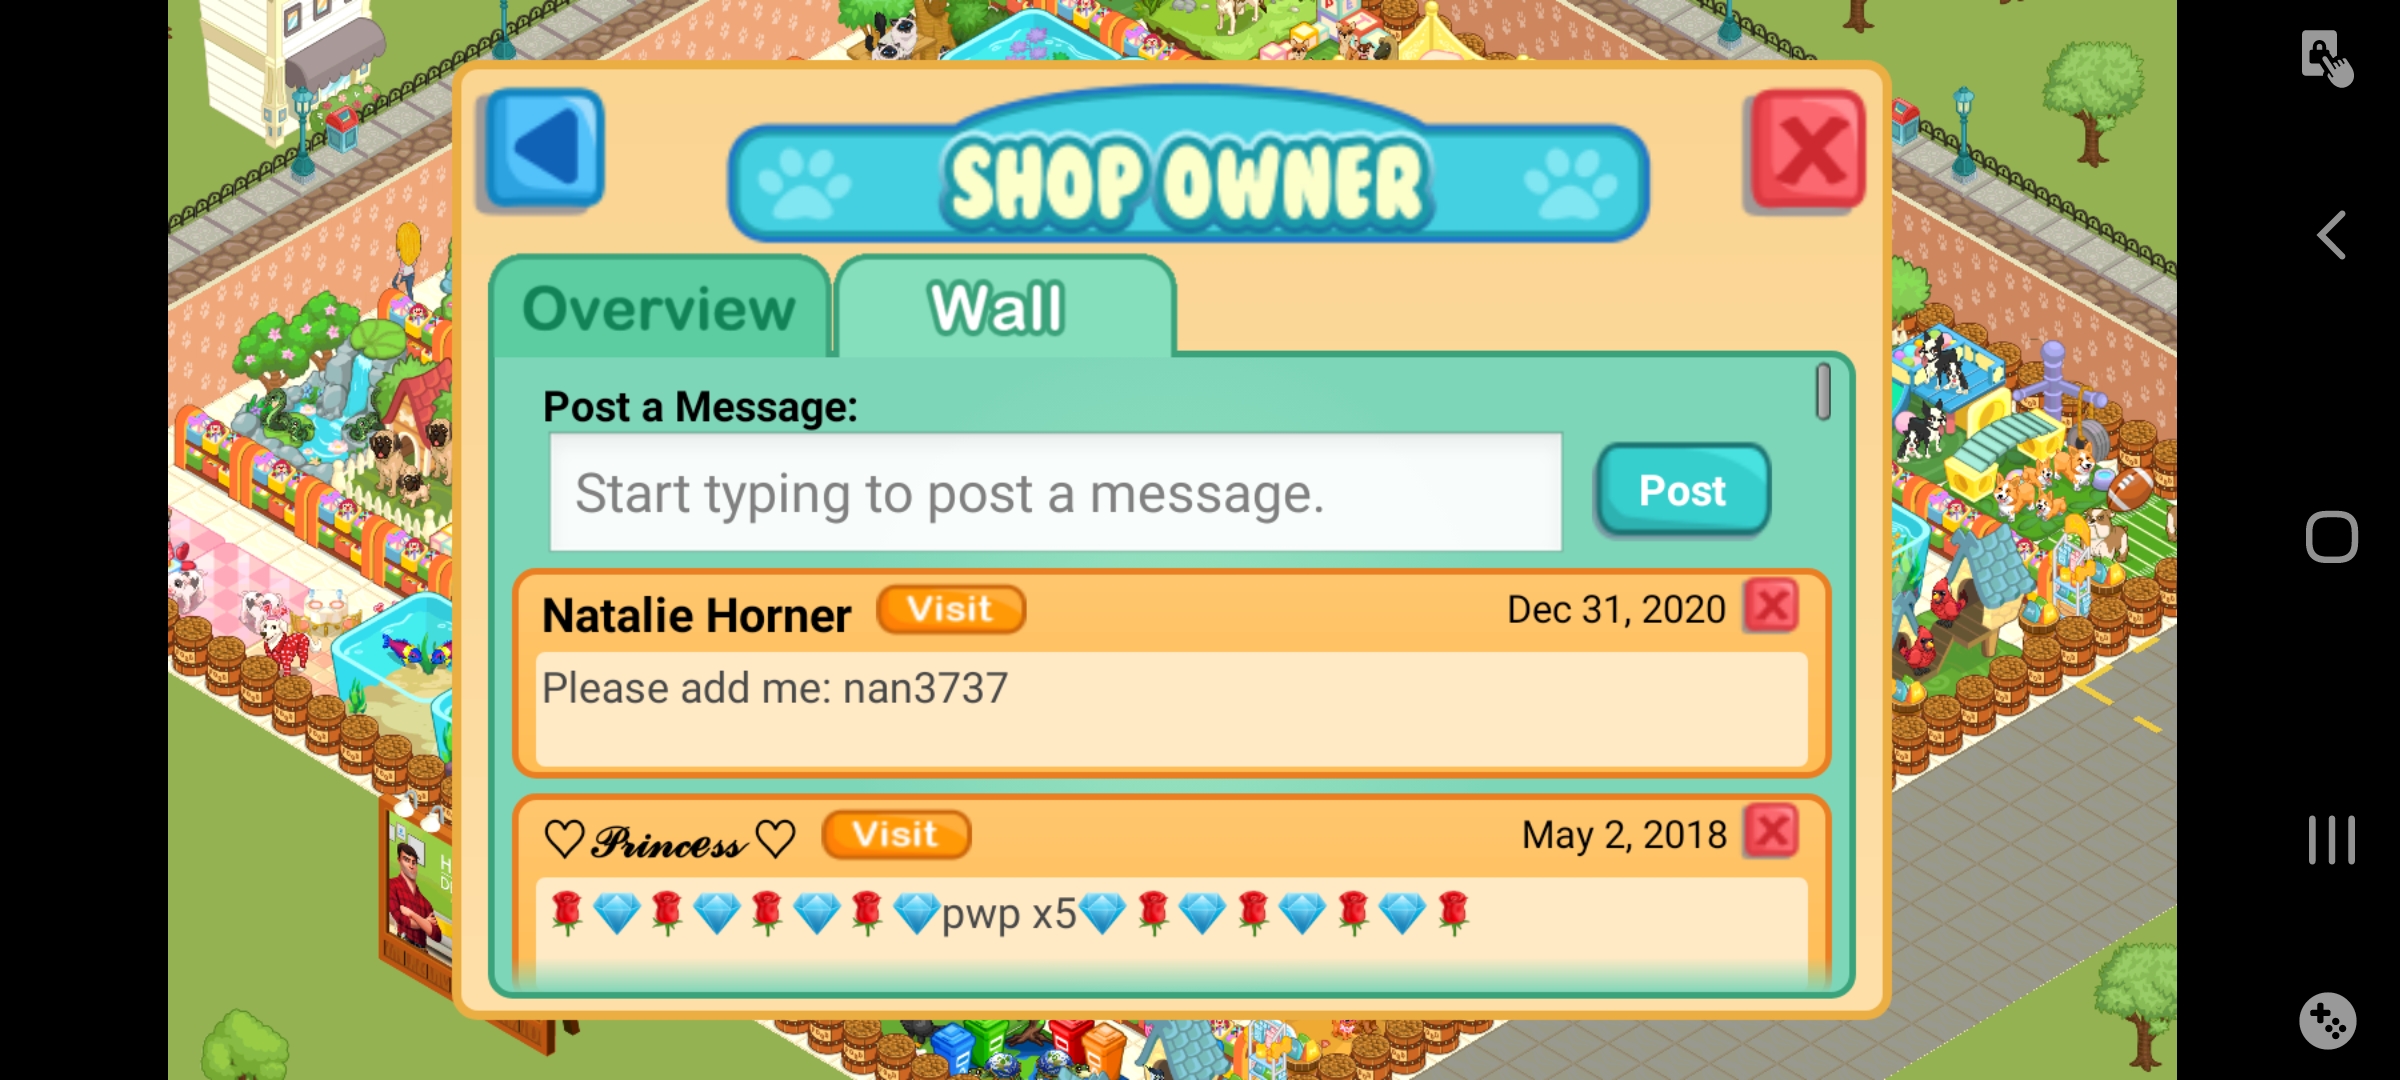 SHOP OWNER
Overview
Wall
Post a Message:
Start typing to post a message.
Post
Natalie Horner
Visit
Dec 31, 2020
Please add me: nan3737
♡𝒫𝓇𝒾𝓃𝒸ℯ𝓈𝓈♡
Visit
May 2, 2018
🌹💎🌹💎🌹💎🌹💎pwp x5💎🌹💎🌹💎🌹💎🌹